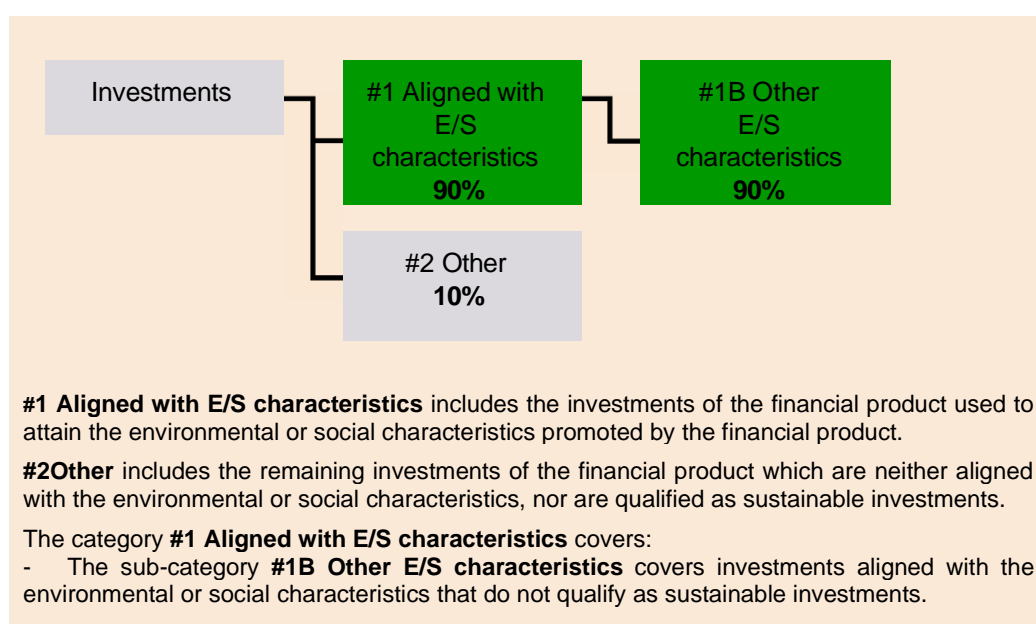 Investments
#1 Aligned with
E/S
characteristics
90%
#1B Other
E/S
characteristics
90%
#2 Other
10%
#1 Aligned with E/S characteristics includes the investments of the financial product used to
attain the environmental or social characteristics promoted by the financial product.
#2Other includes the remaining investments of the financial product which are neither aligned
with the environmental or social characteristics, nor are qualified as sustainable investments.
The category #1 Aligned with E/S characteristics covers:
- The sub-category #1B Other E/S characteristics covers investments aligned with the
environmental or social characteristics that do not qualify as sustainable investments.